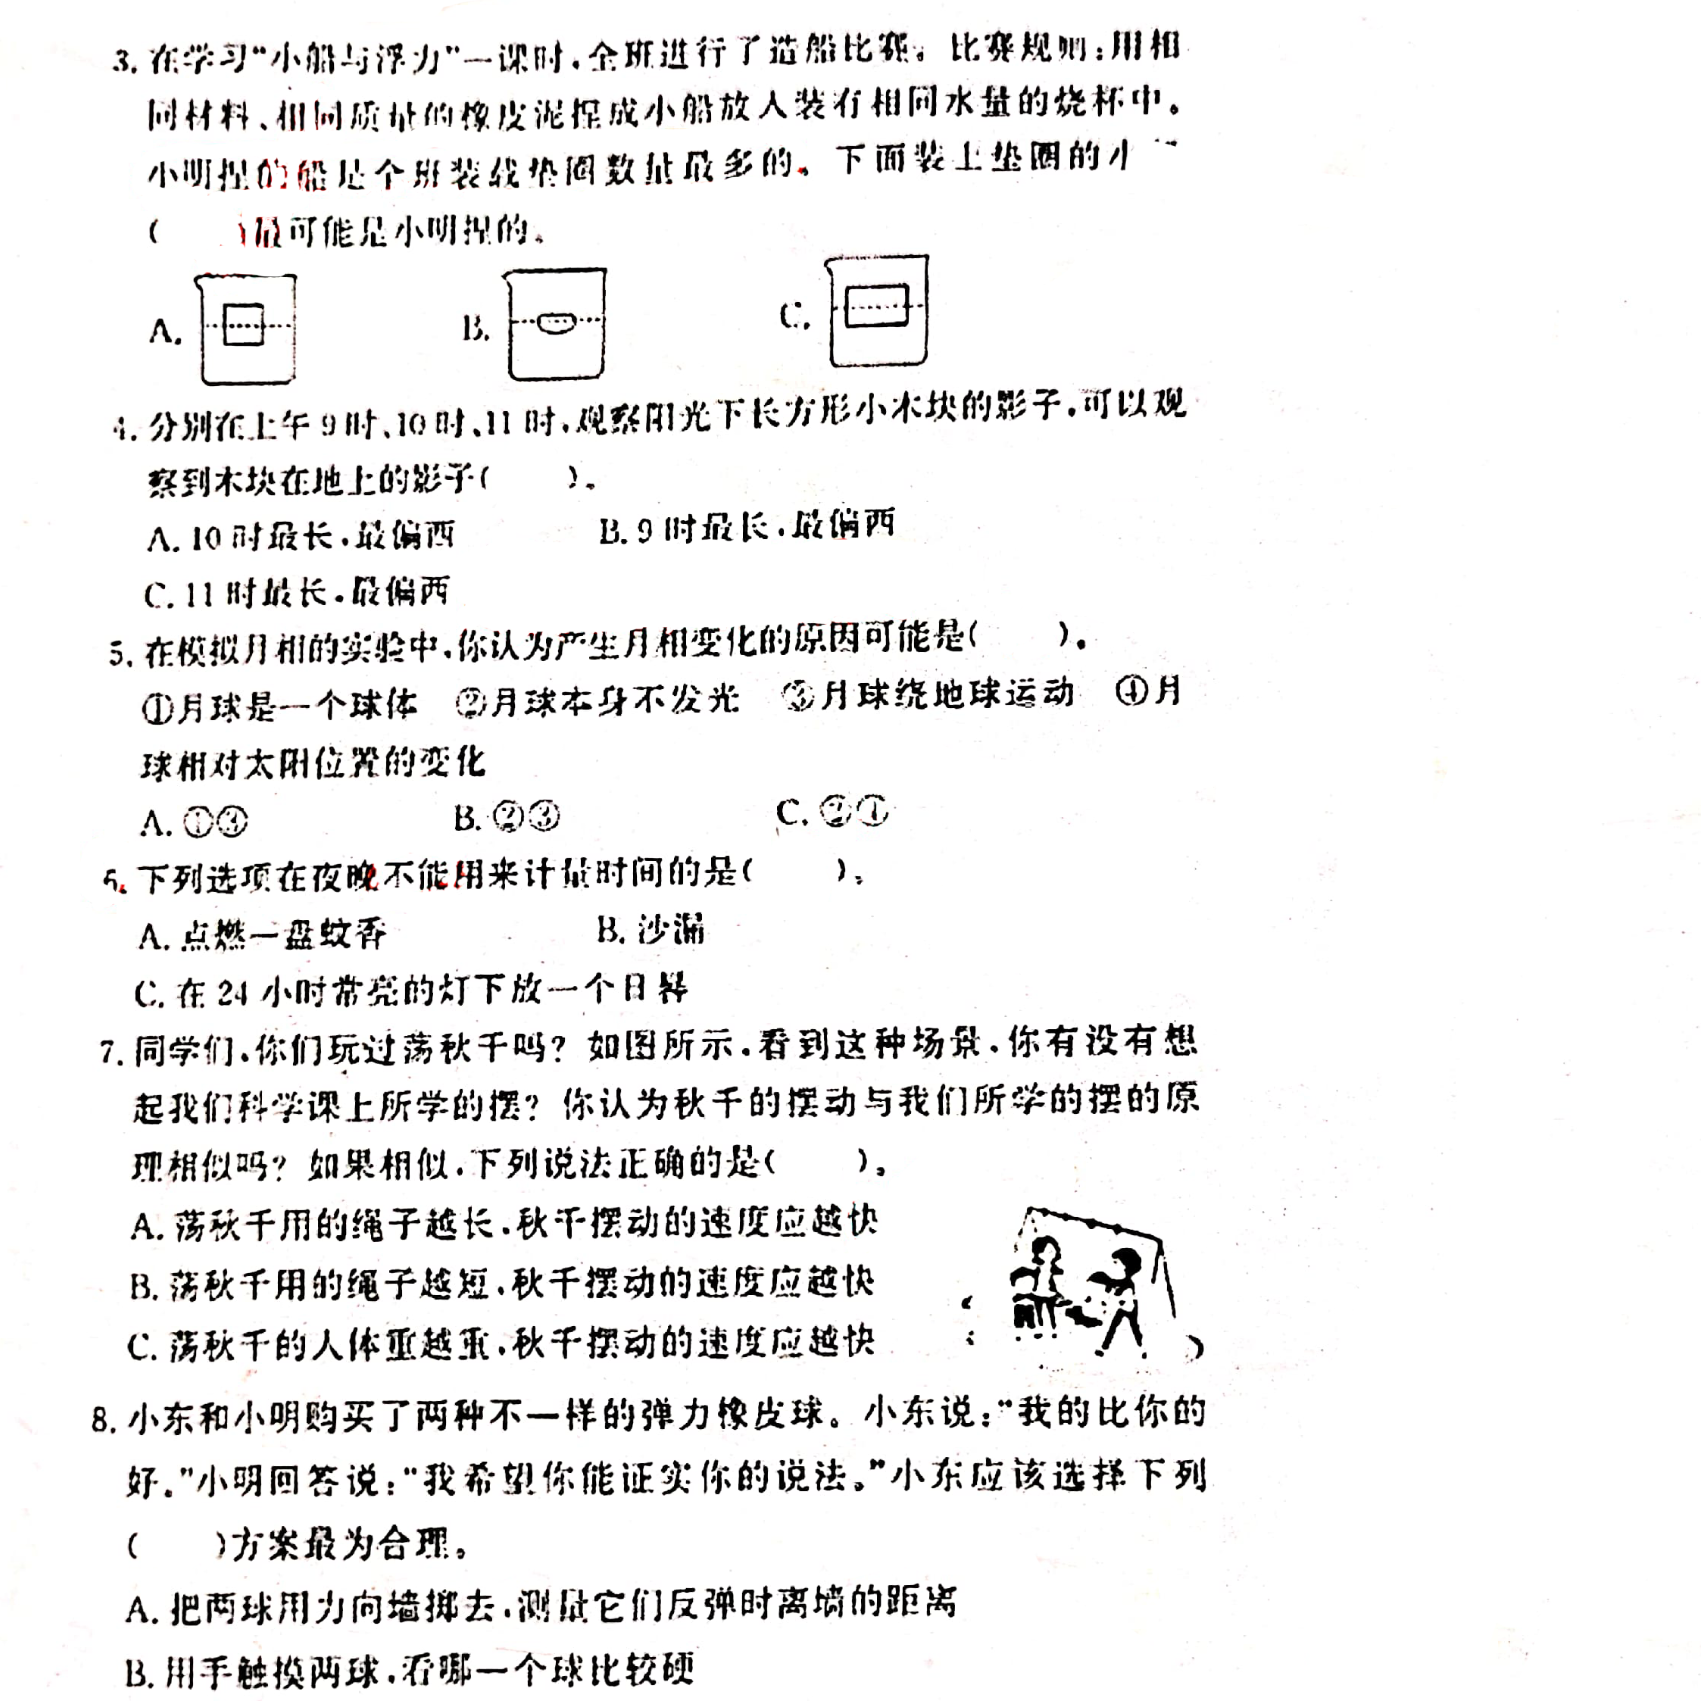 3. 在学习“小船与浮力”一课时，全班进行了造船比赛。比赛规则：用相
同材料、相同质量的橡皮泥捏成小船放入装有相同水量的烧杯中。
小明捏的船是全班装载垫圈数量最多的。下面装上垫圈的小
(    )最可能是小明捏的。
A.    B.    C.
4. 分别在上午 9 时、10 时、11 时，观察阳光下长方形小木块的影子，可以观
察到木块在地上的影子(    )。
A. 10 时最长，最偏西    B. 9 时最长，最偏西
C. 11 时最长，最偏西
5. 在模拟月相的实验中，你认为产生月相变化的原因可能是(    )。
①月球是一个球体  ②月球本身不发光  ③月球绕地球运动  ④月
球相对太阳位置的变化
A. ①③    B. ②③    C. ②④
6. 下列选项在夜晚不能用来计量时间的是(    )。
A. 点燃一盘蚊香    B. 沙漏
C. 在 24 小时常亮的灯下放一个日晷
7. 同学们，你们玩过荡秋千吗？如图所示，看到这种场景，你有没有想
起我们科学课上所学的摆？你认为秋千的摆动与我们所学的摆的原
理相似吗？如果相似，下列说法正确的是(    )。
A. 荡秋千用的绳子越长，秋千摆动的速度应越快
B. 荡秋千用的绳子越短，秋千摆动的速度应越快
C. 荡秋千的人体重越重，秋千摆动的速度应越快
8. 小东和小明购买了两种不一样的弹力橡皮球。小东说：“我的比你的
好。”小明回答说：“我希望你能证实你的说法。”小东应该选择下列
(    )方案最为合理。
A. 把两球用力向墙掷去，测量它们反弹时离墙的距离
B. 用手触摸两球，看哪一个球比较硬